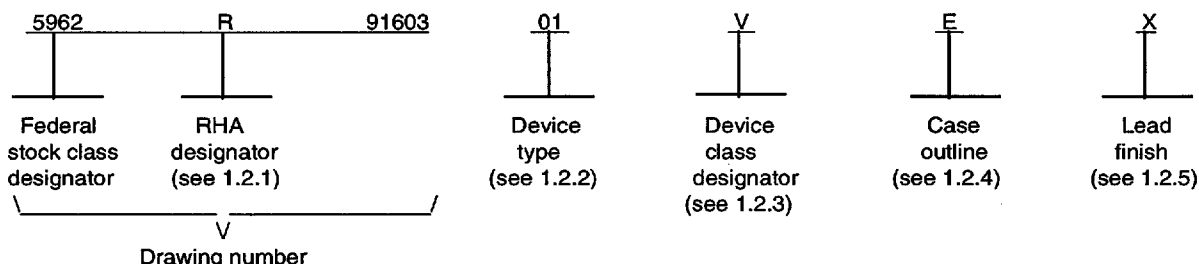 5962 R 91603 01 V E X
Federal stock class designator
RHA designator (see 1.2.1)
Device type (see 1.2.2)
Device class designator (see 1.2.3)
Case outline (see 1.2.4)
Lead finish (see 1.2.5)
\ /
V
Drawing number